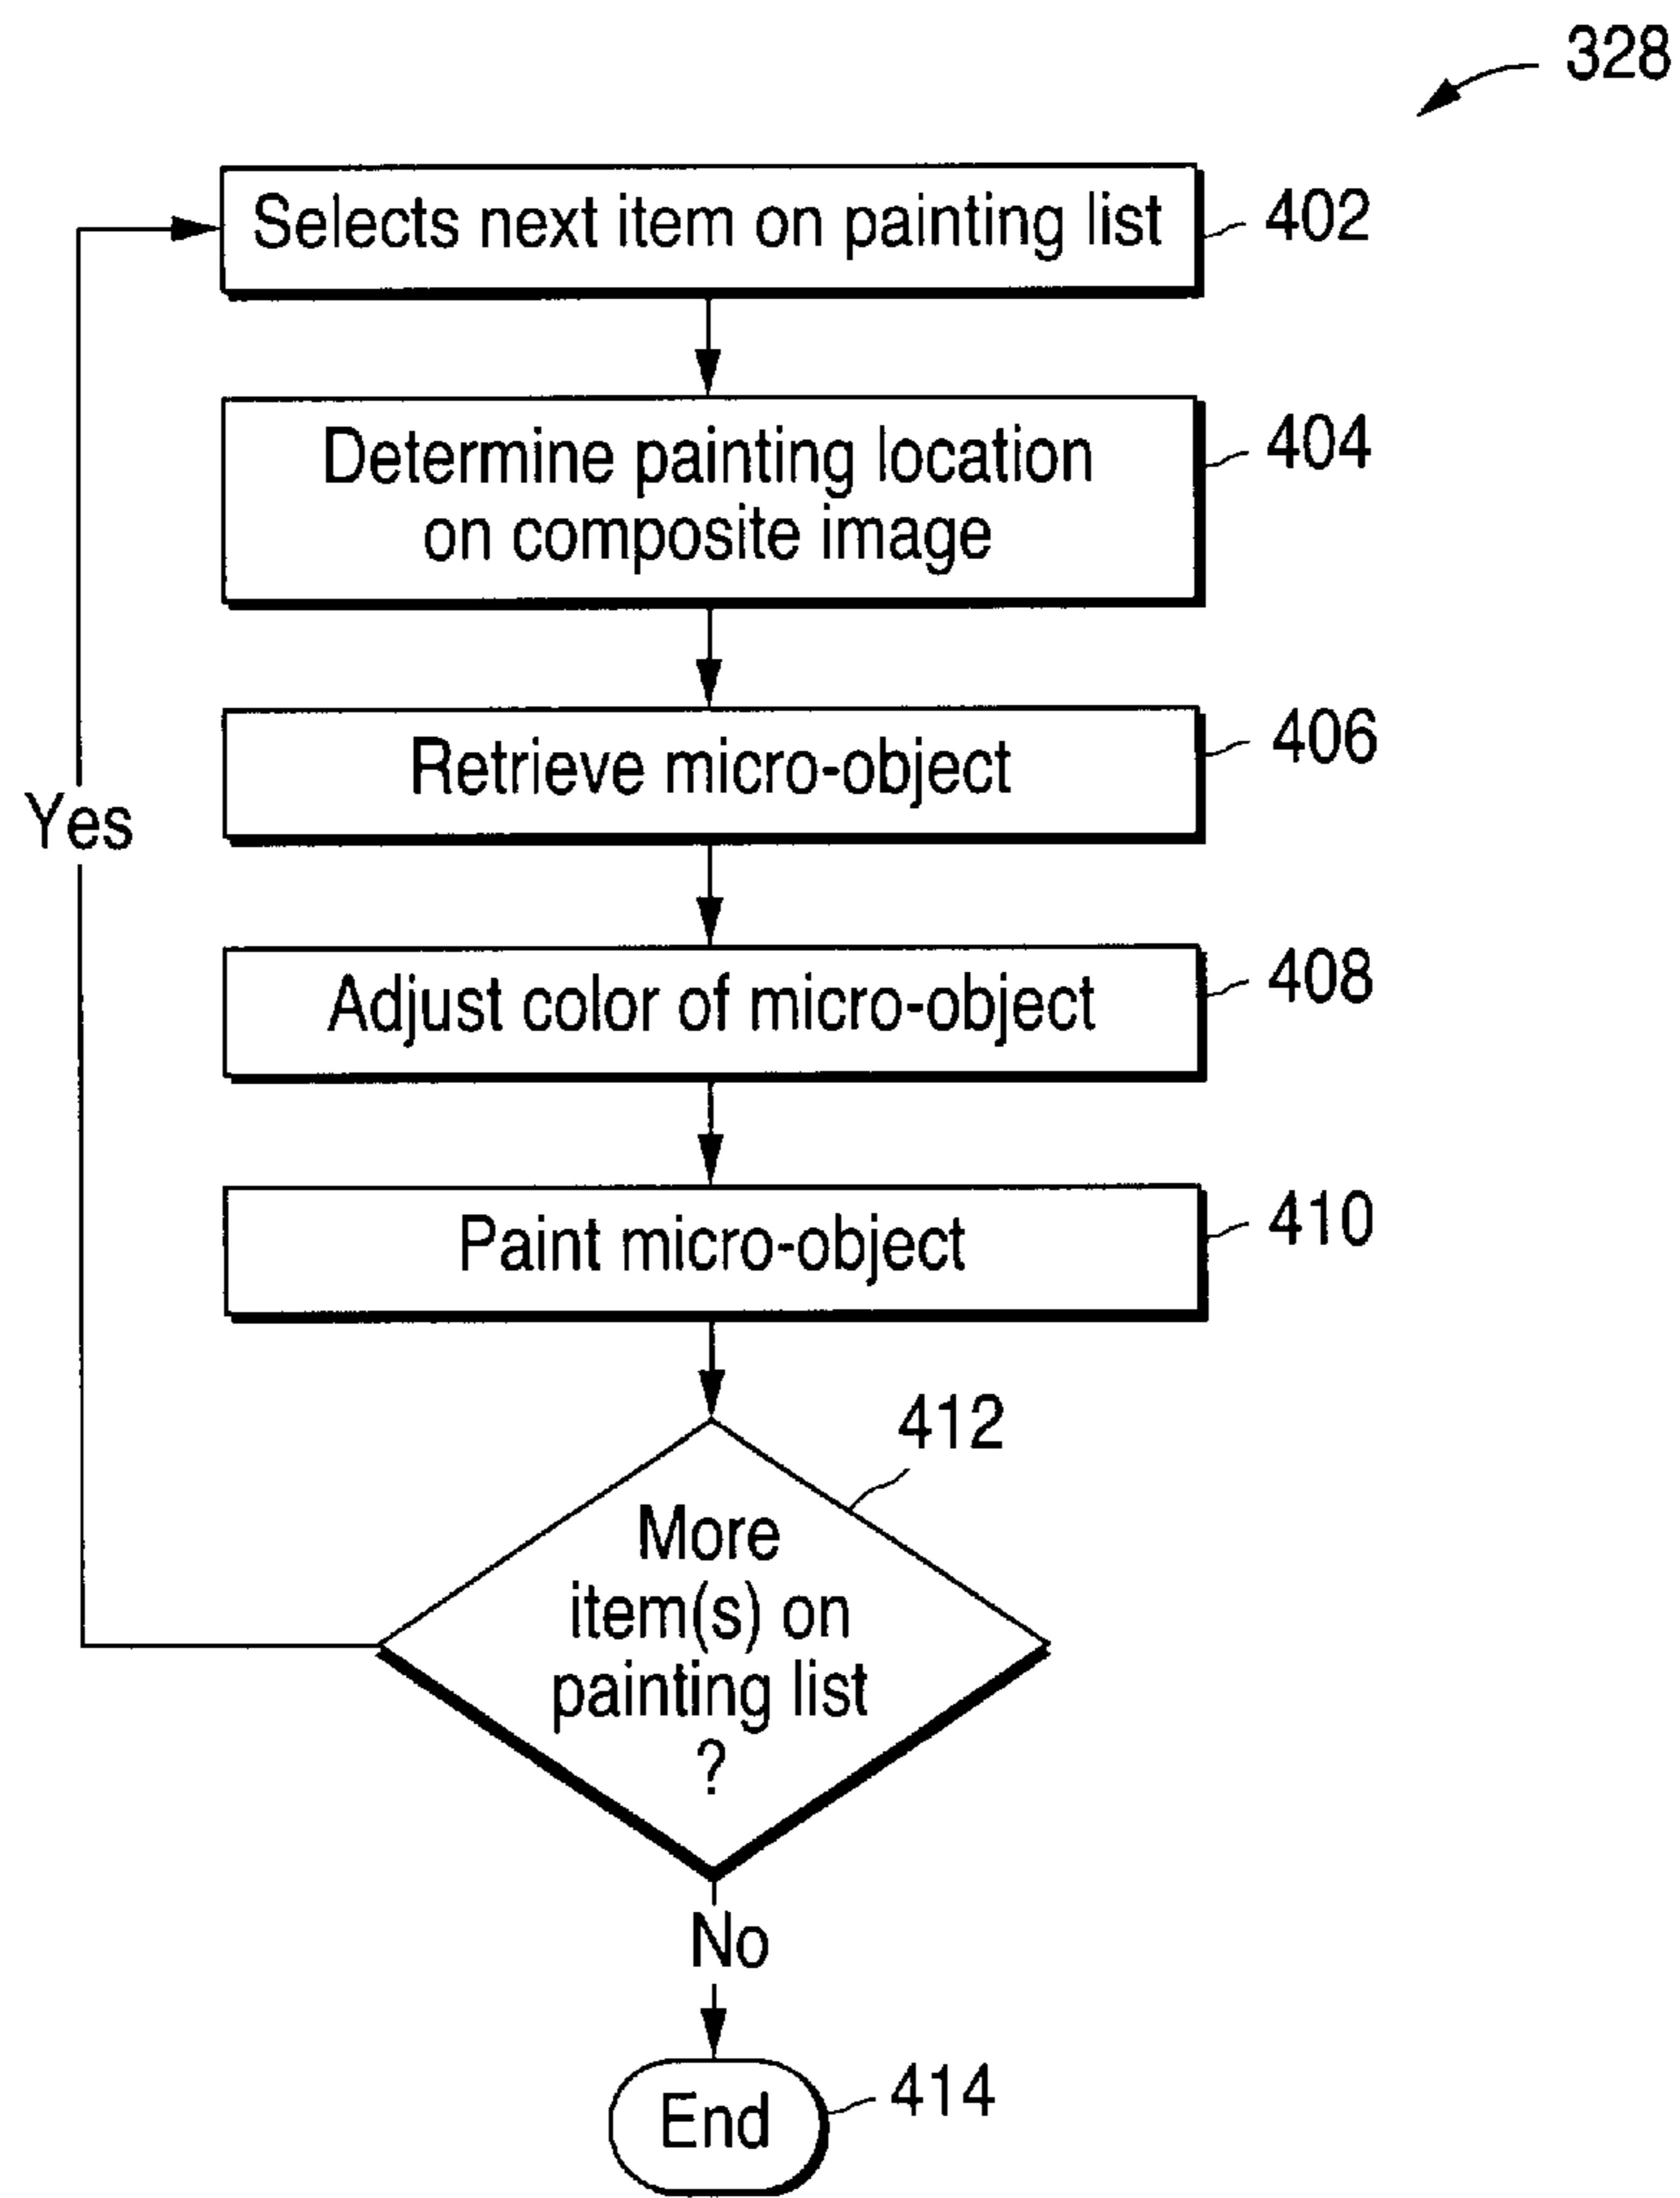 328
Selects next item on painting list
402
Determine painting location
on composite image
404
Retrieve micro-object
406
Yes
Adjust color of micro-object
408
Paint micro-object
410
412
More
item(s) on
painting list
?
No
End
414